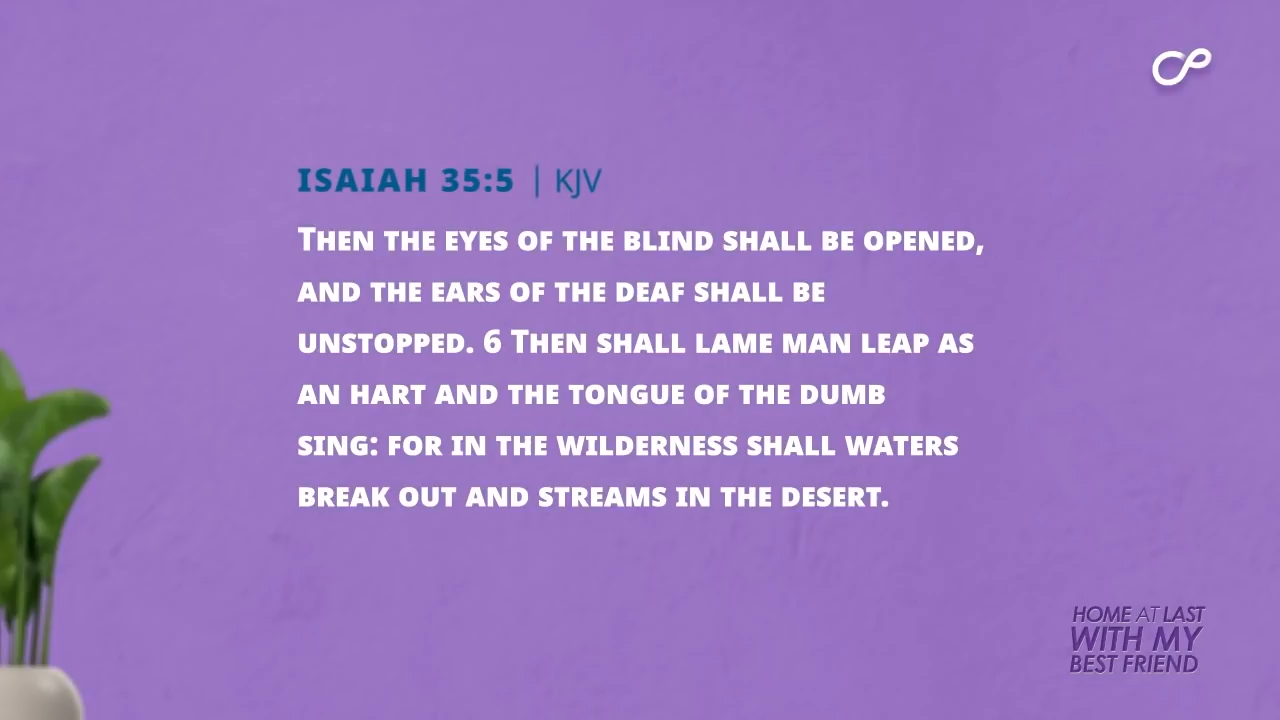 ISAIAH 35:5 | KJV
THEN THE EYES OF THE BLIND SHALL BE OPENED,
AND THE EARS OF THE DEAF SHALL BE
UNSTOPPED. 6 THEN SHALL LAME MAN LEAP AS
AN HART AND THE TONGUE OF THE DUMB
SING: FOR IN THE WILDERNESS SHALL WATERS
BREAK OUT AND STREAMS IN THE DESERT.
HOME AT LAST
WITH MY
BEST FRIEND